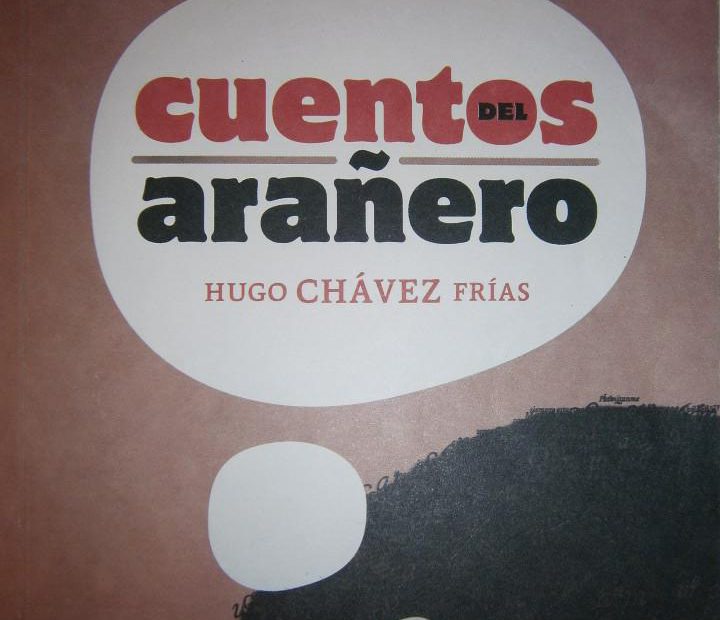 cuentos DEL
arañero
HUGO CHÁVEZ FRÍAS